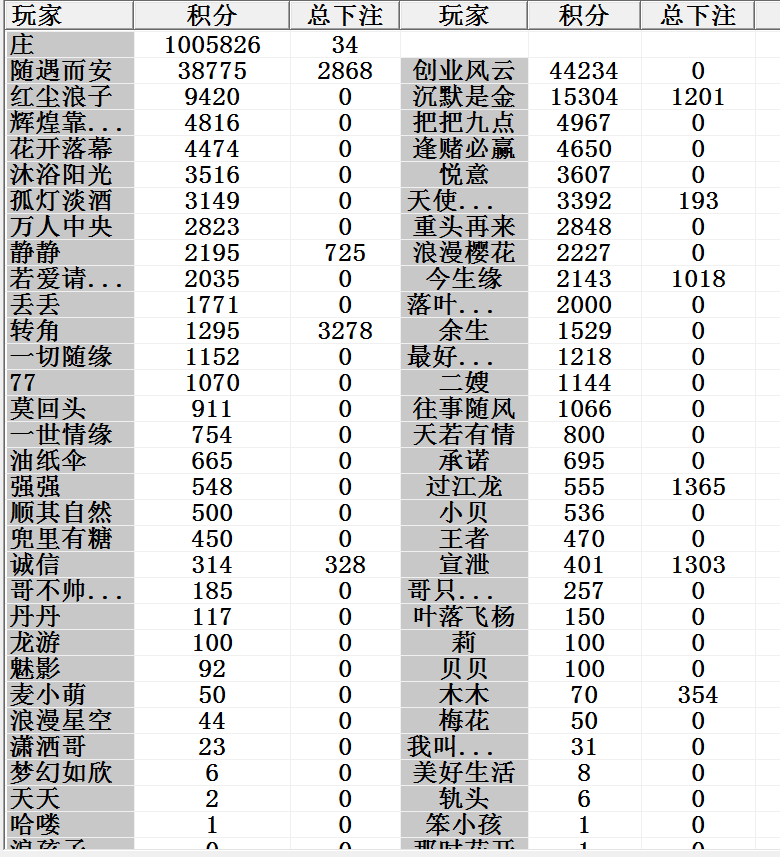 玩家 积分 总下注 玩家 积分 总下注
庄 1005826 34
随遇而安 38775 2868 创业风云 44234 0
红尘浪子 9420 0 沉默是金 15304 1201
辉煌靠... 4816 0 把把九点 4967 0
花开落幕 4474 0 逢赌必赢 4650 0
沐浴阳光 3516 0 悦意 3607 0
孤灯淡酒 3149 0 天使... 3392 193
万人中央 2823 0 重头再来 2848 0
静静 2195 725 浪漫樱花 2227 0
若爱请... 2035 0 今生缘 2143 1018
丢丢 1771 0 落叶... 2000 0
转角 1295 3278 余生 1529 0
一切随缘 1152 0 最好... 1218 0
77 1070 0 二嫂 1144 0
莫回头 911 0 往事随风 1066 0
一世情缘 754 0 天若有情 800 0
油纸伞 665 0 承诺 695 0
强强 548 0 过江龙 555 1365
顺其自然 500 0 小贝 536 0
兜里有糖 450 0 王者 470 0
诚信 314 328 宣泄 401 1303
哥不帅... 185 0 哥只... 257 0
丹丹 117 0 叶落飞杨 150 0
龙游 100 0 莉 100 0
魅影 92 0 贝贝 100 0
麦小萌 50 0 木木 70 354
浪漫星空 44 0 梅花 50 0
潇洒哥 23 0 我叫... 31 0
梦幻如欣 6 0 美好生活 8 0
天天 2 0 轨头 6 0
哈喽 1 0 笨小孩 1 0